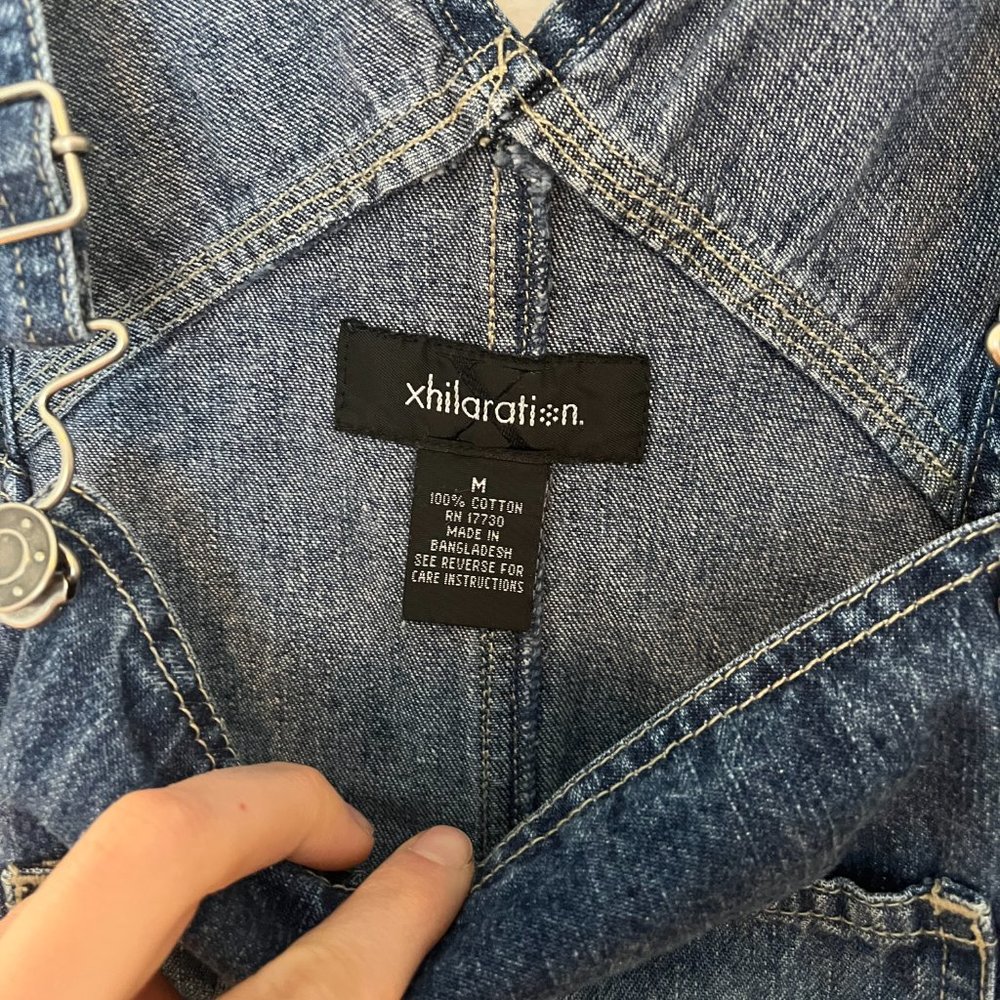 xhilaration.
M
100% COTTON
RN 17730
MADE IN
BANGLADESH
SEE REVERSE FOR
CARE INSTRUCTIONS